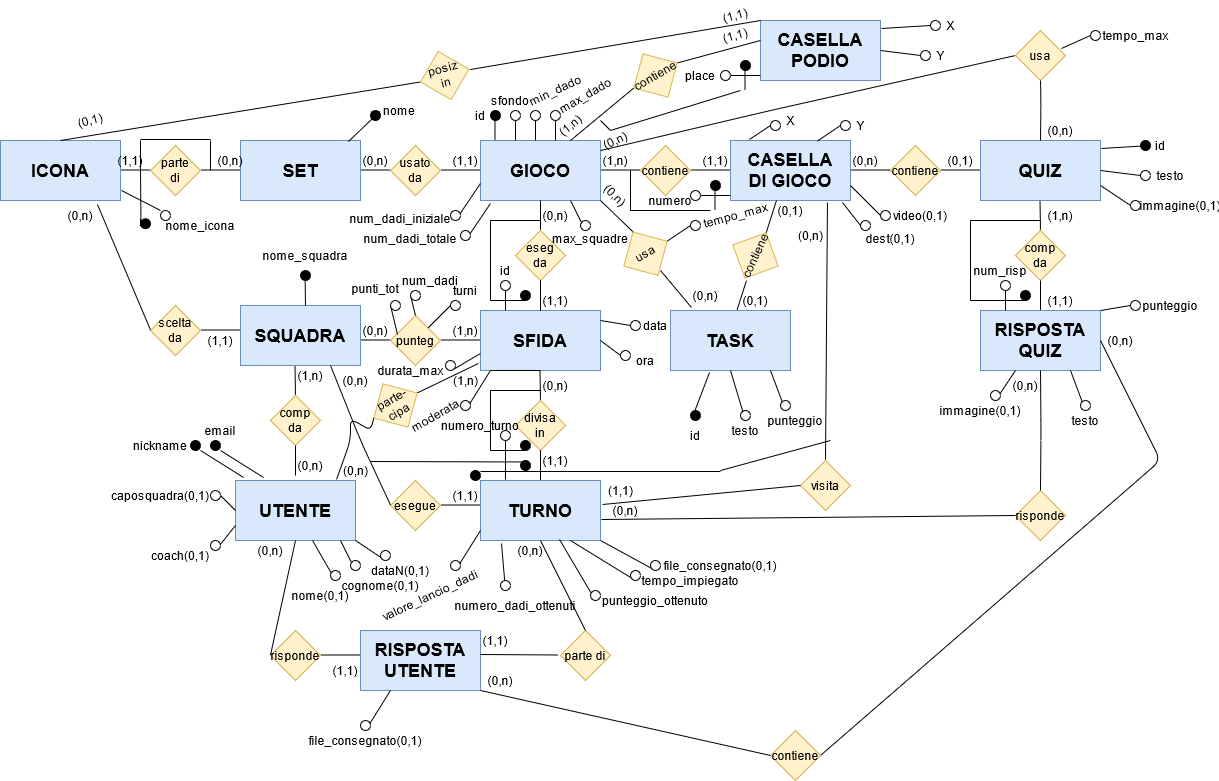 (1,1)
CASELLA
PODIO
X
Y
(1,1)
usa
tempo_max
posiz
in
contiene
place
sfondo
min_dado
max_dado
id
nome
(0,1)
(1,n)
(0,n)
(0,n)
ICONA
(1,1)
parte
di
(0,n)
SET
(0,n)
usato
da
(1,1)
GIOCO
(1,n)
contiene
(1,1)
X
Y
CASELLA
DI GIOCO
(0,n)
contiene
(0,1)
QUIZ
id
testo
immagine(0,1)
numero
(0,n)
nome_icona
(0,n)
num_dadi_iniziale
num_dadi_totale
(0,n)
max_squadre
tempo_max
(0,1)
video(0,1)
dest(0,1)
(0,n)
(1,n)
nome_squadra
eseg
da
usa
contiene
comp
da
id
num_risp
num_dadi
punti_tot
turni
(1,1)
(0,n)
(0,1)
(1,1)
punteggio
scelta
da
(1,1)
SQUADRA
(0,n)
punteg
(1,n)
SFIDA
data
ora
TASK
RISPOSTA
QUIZ
(0,n)
durata_max
(1,n)
(0,n)
(1,n)
(0,n)
(0,n)
parte-
cipa
moderata
numero_turno
divisa
in
id
testo
punteggio
immagine(0,1)
testo
comp
da
nickname
email
(0,n)
(0,n)
(1,1)
caposquadra(0,1)
coach(0,1)
UTENTE
esegue
(1,1)
TURNO
(1,1)
(0,n)
visita
risponde
(0,n)
nome(0,1)
cognome(0,1)
dataN(0,1)
valore_lancio_dadi
(0,n)
numero_dadi_ottenuti
file_consegnato(0,1)
tempo_impiegato
punteggio_ottenuto
risponde
(1,1)
RISPOSTA
UTENTE
(1,1)
parte di
(0,n)
file_consegnato(0,1)
contiene